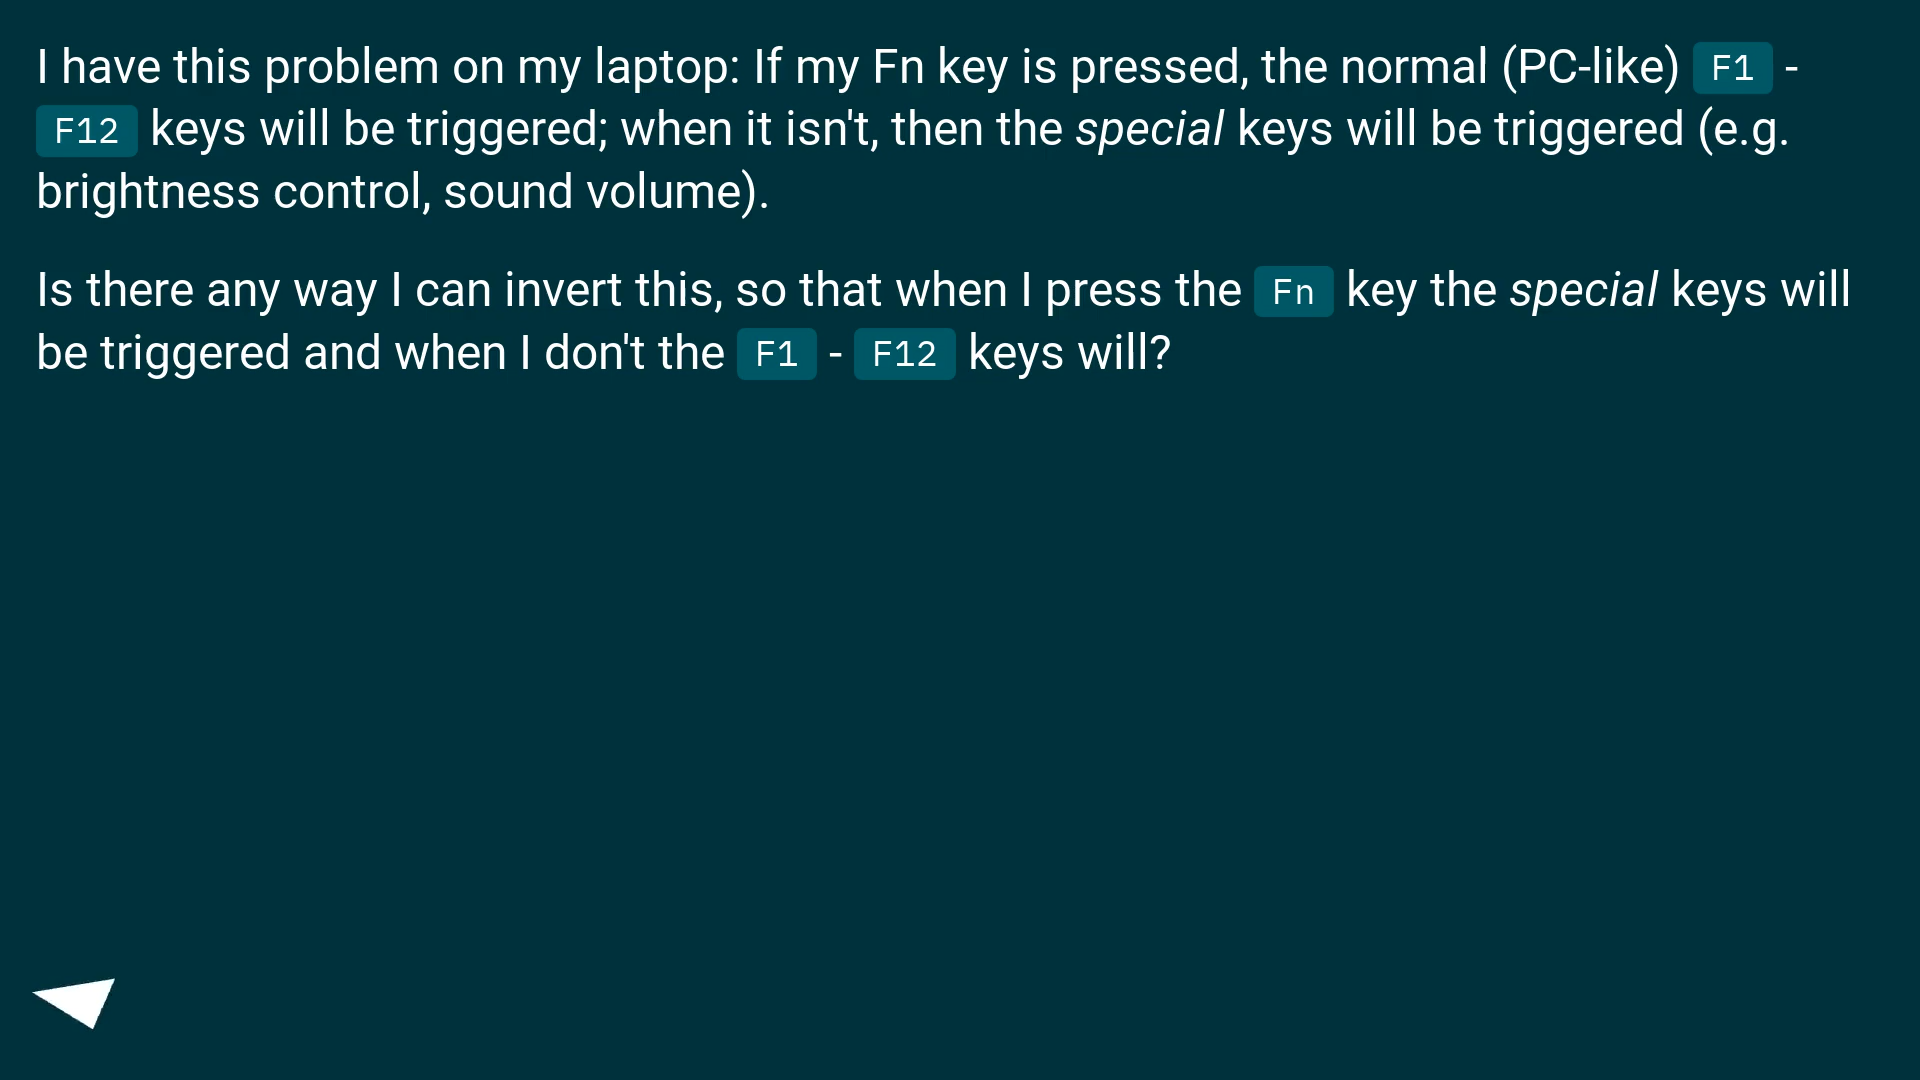 I have this problem on my laptop: If my Fn key is pressed, the normal (PC-like) F1 -
F12 keys will be triggered; when it isn't, then the special keys will be triggered (e.g.
brightness control, sound volume).
Is there any way I can invert this, so that when I press the Fn key the special keys will
be triggered and when I don't the F1 - F12 keys will?